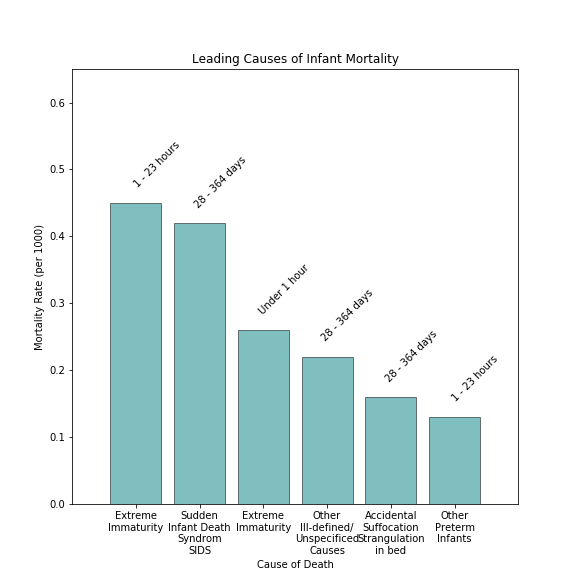 Leading Causes of Infant Mortality
Mortality Rate (per 1000)
0.6
0.5
0.4
0.3
0.2
0.1
0.0
1 - 23 hours
28 - 364 days
Under 1 hour
28 - 364 days
28 - 364 days
1 - 23 hours
Extreme
Immaturity
Sudden
Infant Death
Syndrom
SIDS
Extreme
Immaturity
Other
Ill-defined/
Unspecificed
Causes
Accidental
Suffocation
Strangulation
in bed
Other
Preterm
Infants
Cause of Death